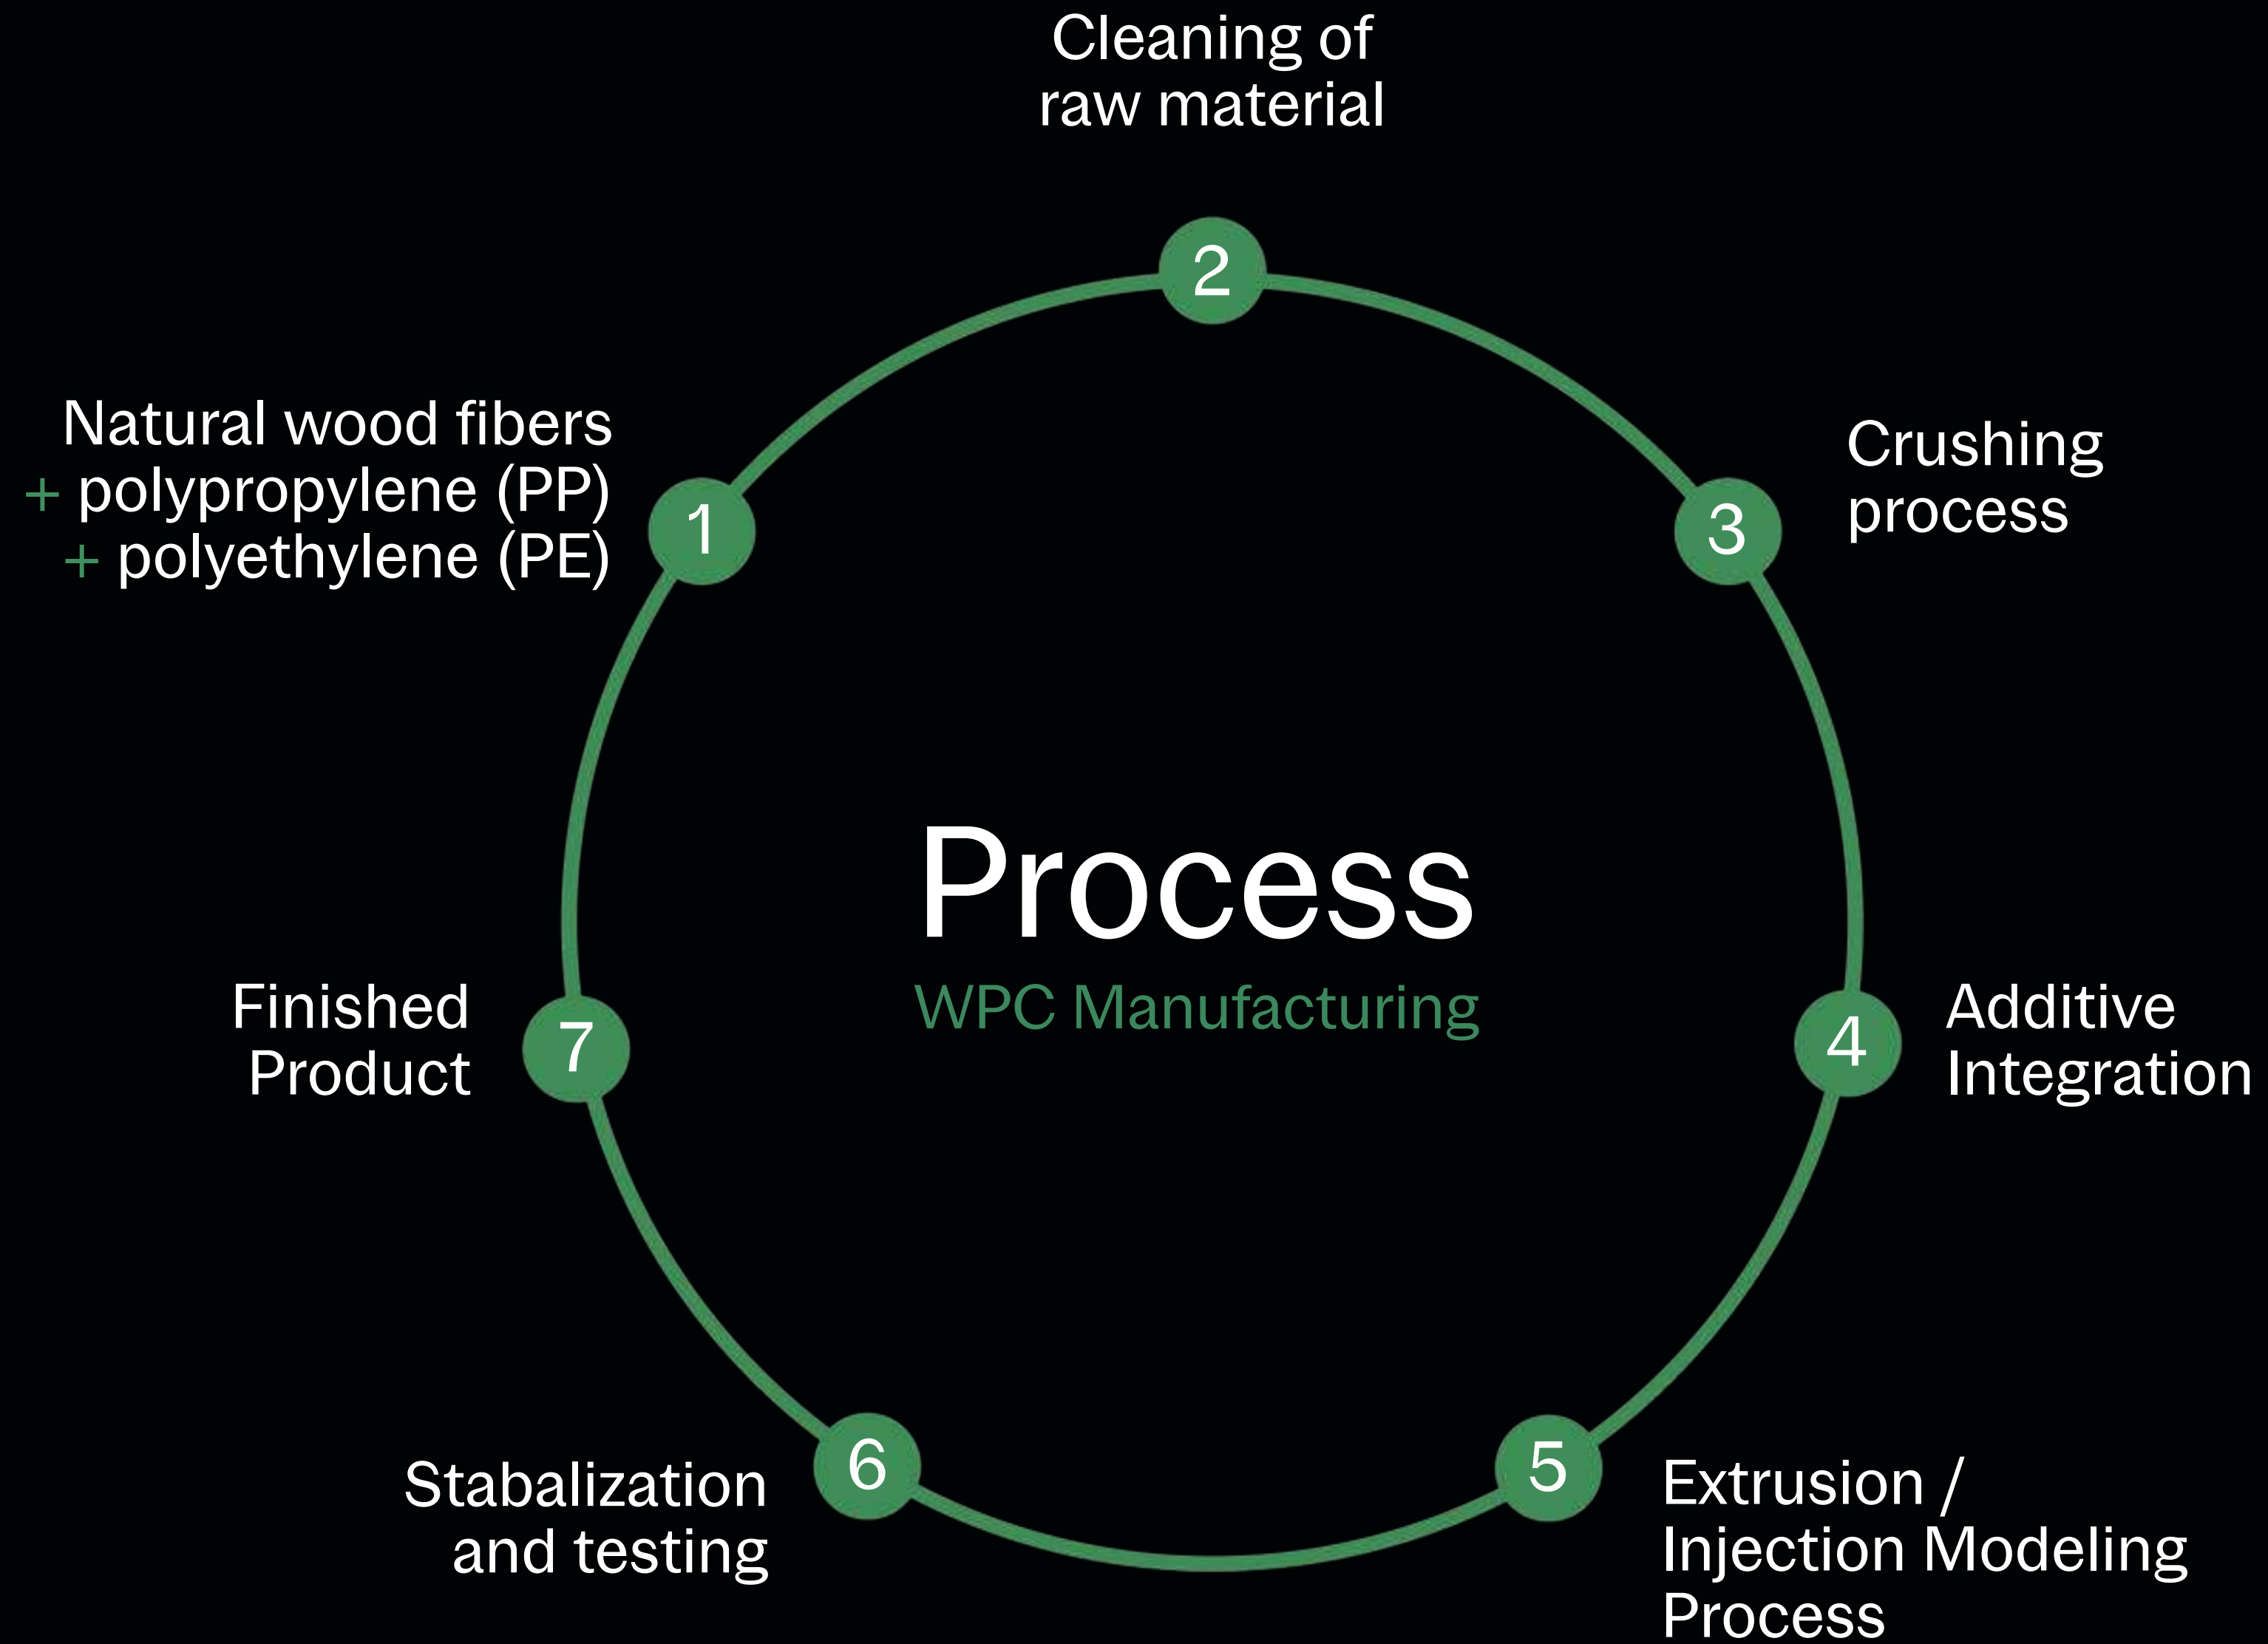 Cleaning of
raw material
2
Natural wood fibers
+ polypropylene (PP)
+ polyethylene (PE)
1
3
Crushing
process
Process
WPC Manufacturing
Finished
Product
7
4
Additive
Integration
Stabalization
and testing
6
5
Extrusion /
Injection Modeling
Process